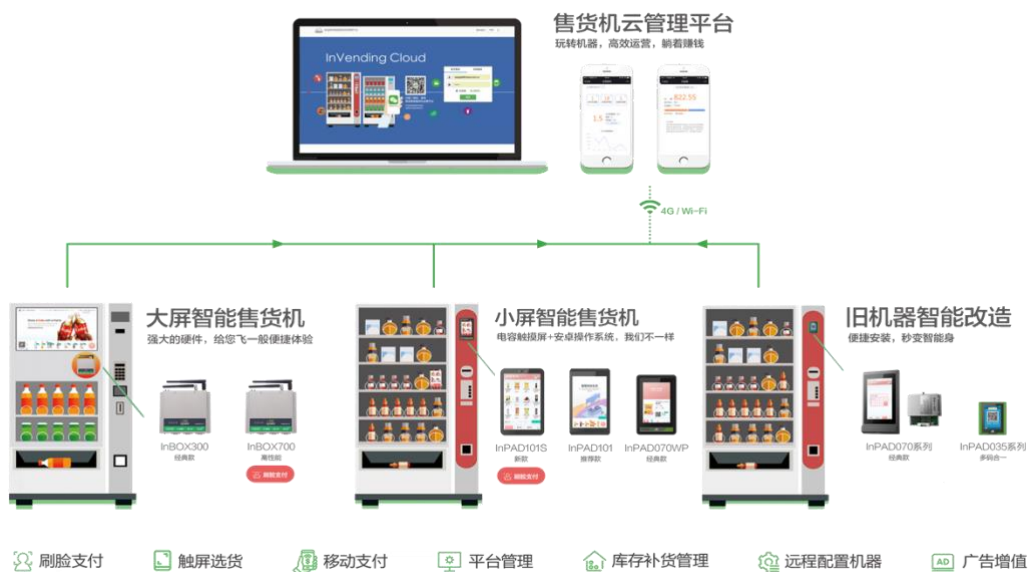 售货机云管理平台
玩转机器，高效运营，躺着赚钱
InVending Cloud
822.55
1.5
4G / Wi-Fi
大屏智能售货机
强大的硬件，给您飞一般便捷体验
InBOX300
经典款
InBOX700
高性能
刷脸支付
小屏智能售货机
电容触摸屏+安卓操作系统，我们不一样
InPAD101S
新款
刷脸支付
InPAD101
推荐款
InPAD070WP
经典款
旧机器智能改造
便捷安装，秒变智能身
InPAD070系列
经典款
InPAD035系列
多码合一
刷脸支付
触屏选货
移动支付
平台管理
库存补货管理
远程配置机器
AD
广告增值